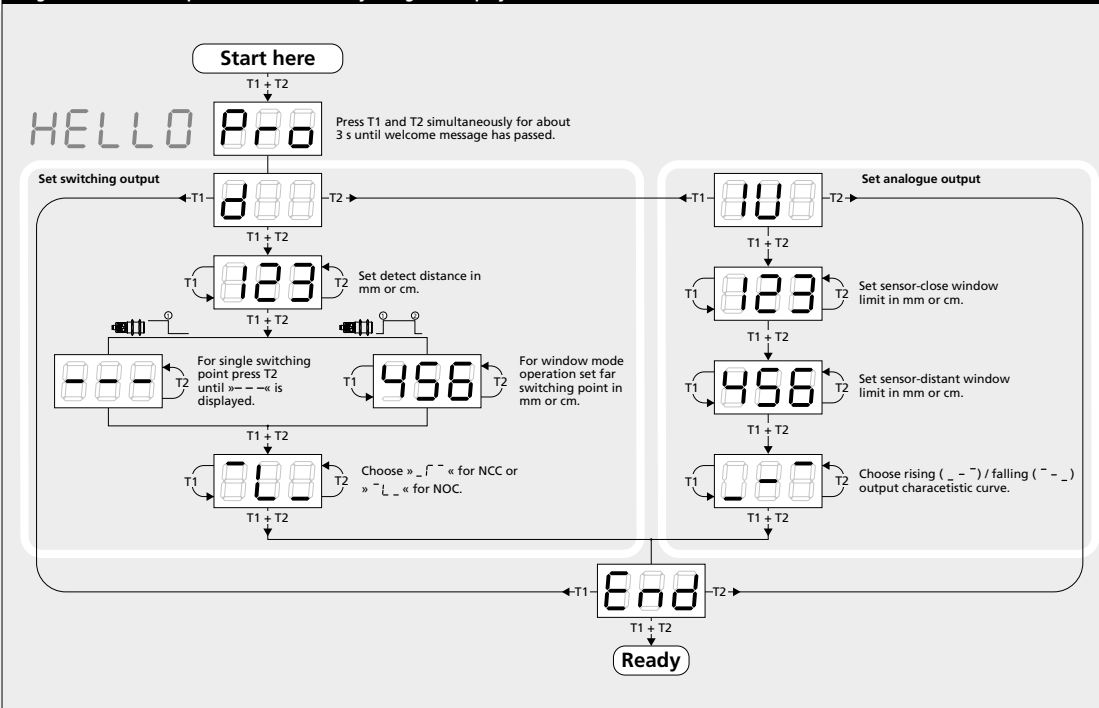 Start here
T1 + T2
HELLO
Pro
Press T1 and T2 simultaneously for about
3 s until welcome message has passed.
Set switching output
T1
d
T2
T1 + T2
T1
123
T2
Set detect distance in
mm or cm.
T1 + T2
1
1 2
- - -
T2
For single switching
point press T2
until »– – –« is
displayed.
T1
456
T2
For window mode
operation set far
switching point in
mm or cm.
T1 + T2
T1
T2
Choose » _ ┌ ¯ « for NCC or
» ¯ L _ « for NOC.
T1 + T2
Set analogue output
T1
IU
T2
T1 + T2
T1
123
T2
Set sensor-close window
limit in mm or cm.
T1 + T2
T1
456
T2
Set sensor-distant window
limit in mm or cm.
T1 + T2
T1
_ - ¯
T2
Choose rising ( _ - ¯ ) / falling ( ¯ - _ )
output charactetistic curve.
T1 + T2
T1
End
T2
T1 + T2
Ready